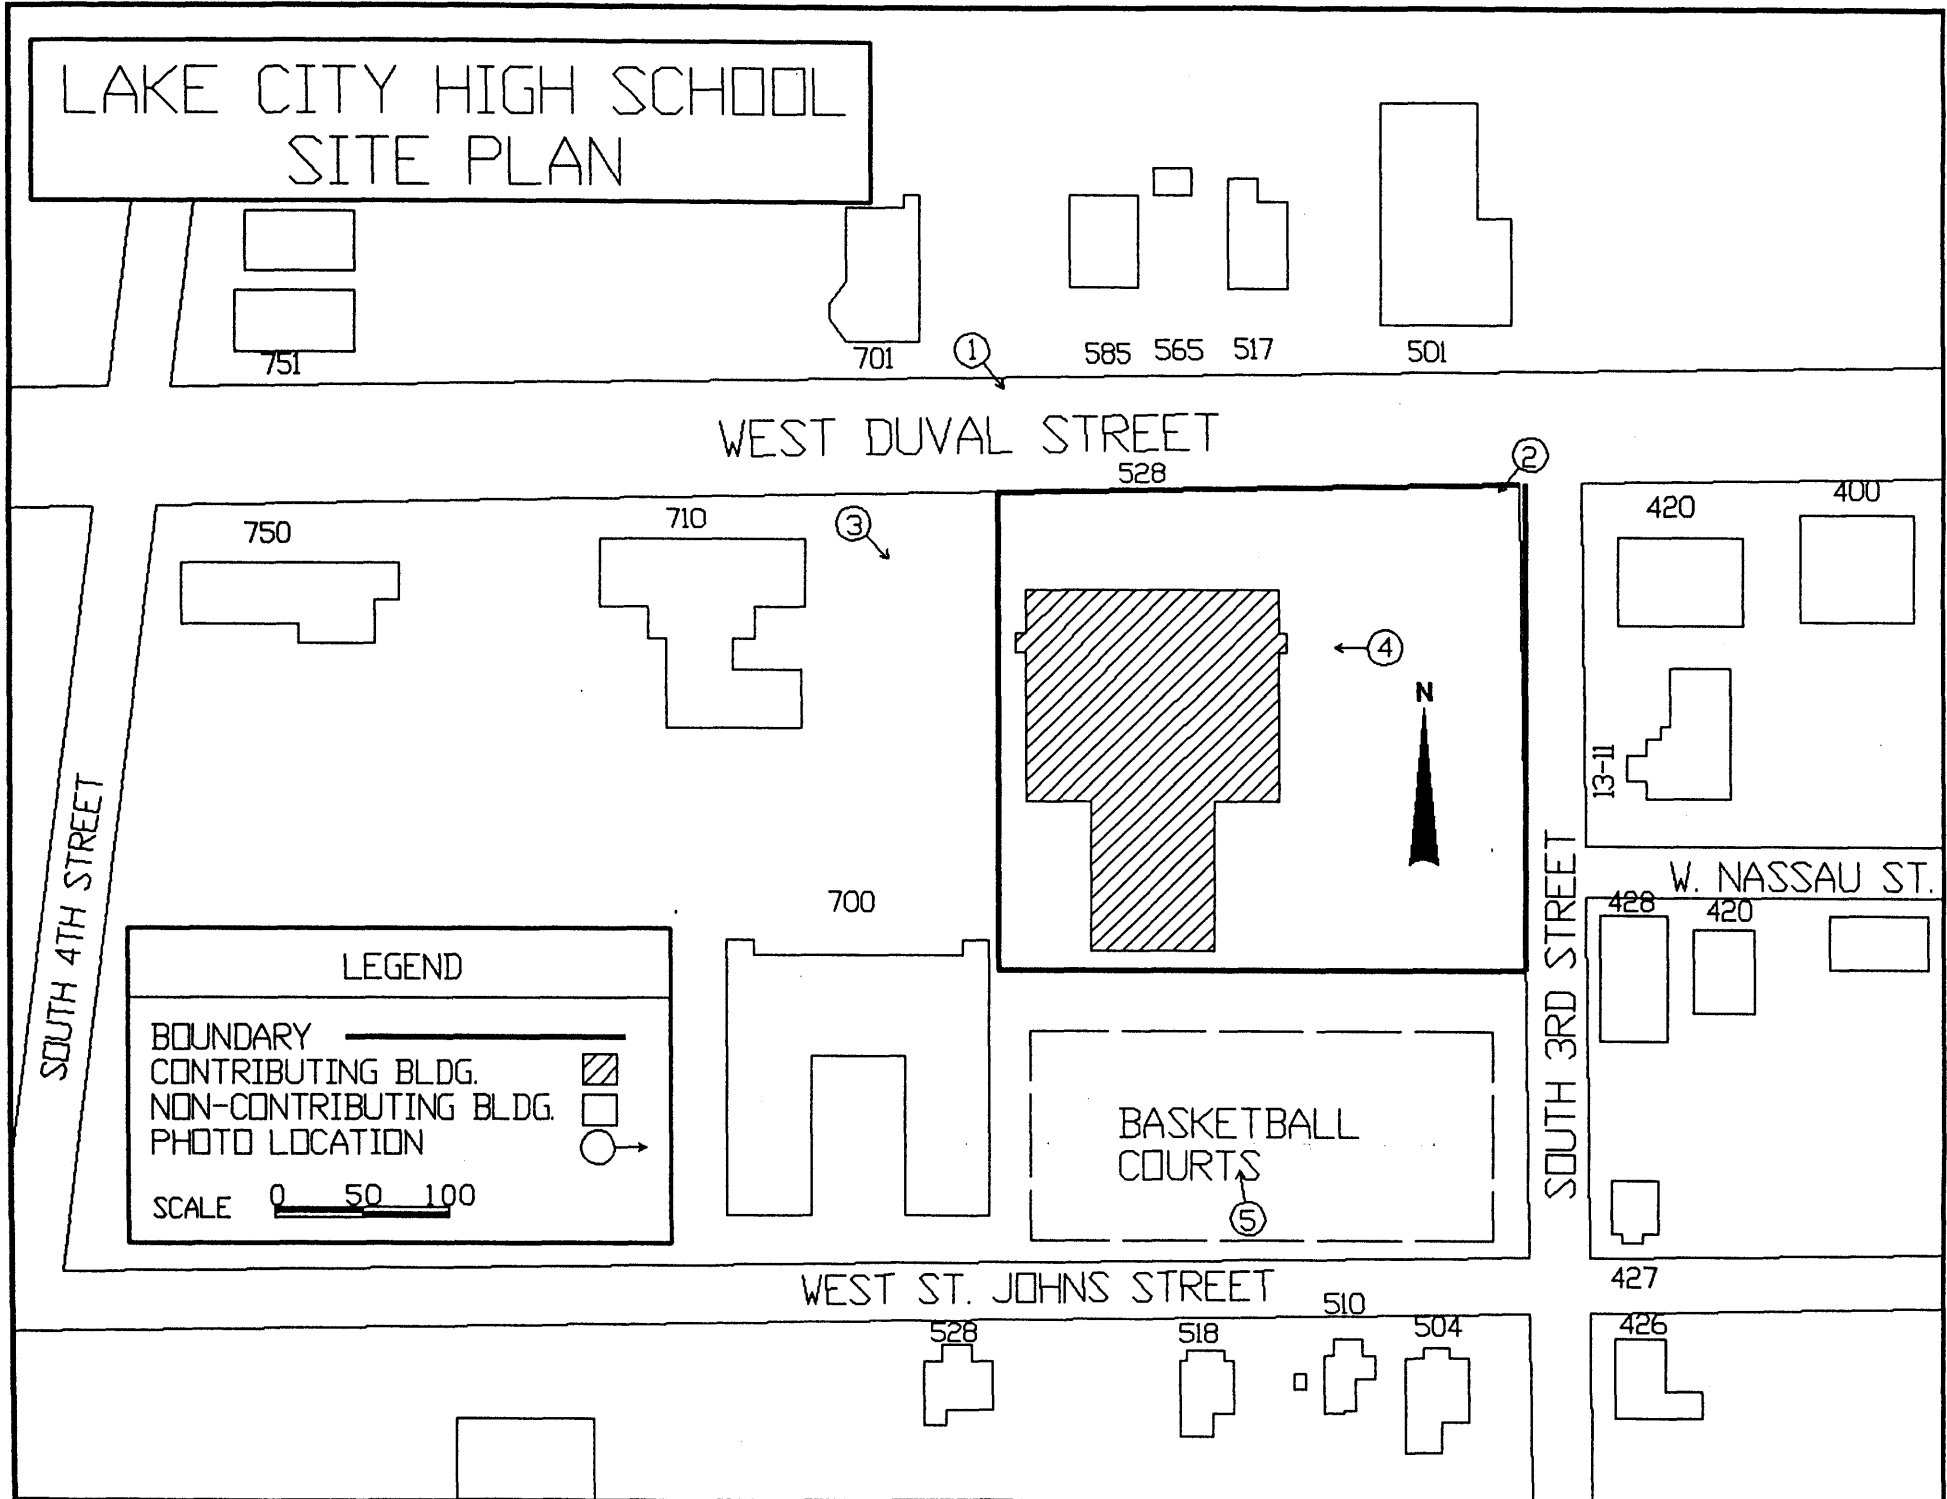 LAKE CITY HIGH SCHOOL
SITE PLAN
751
701
1
585
565
517
501
WEST DUVAL STREET
528
2
750
710
3
420
400
4
N
13-11
SOUTH 4TH STREET
SOUTH 3RD STREET
W. NASSAU ST.
700
428
420
LEGEND
BOUNDARY
CONTRIBUTING BLDG.
NON-CONTRIBUTING BLDG.
PHOTO LOCATION
SCALE 0 50 100
BASKETBALL
COURTS
5
WEST ST. JOHNS STREET
427
528
518
510
504
426